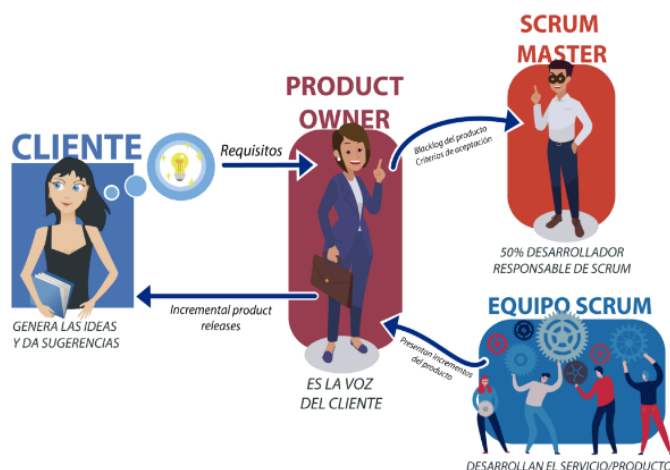 CLIENTE
GENERA LAS IDEAS
Y DA SUGERENCIAS
Requisitos
PRODUCT
OWNER
ES LA VOZ
DEL CLIENTE
Incremental product
releases
Blacklog del producto
Criterios de aceptación
SCRUM
MASTER
50% DESARROLLADOR
RESPONSABLE DE SCRUM
EQUIPO SCRUM
Presentan incrementos
del producto
DESARROLLAN EL SERVICIO/PRODUCTO